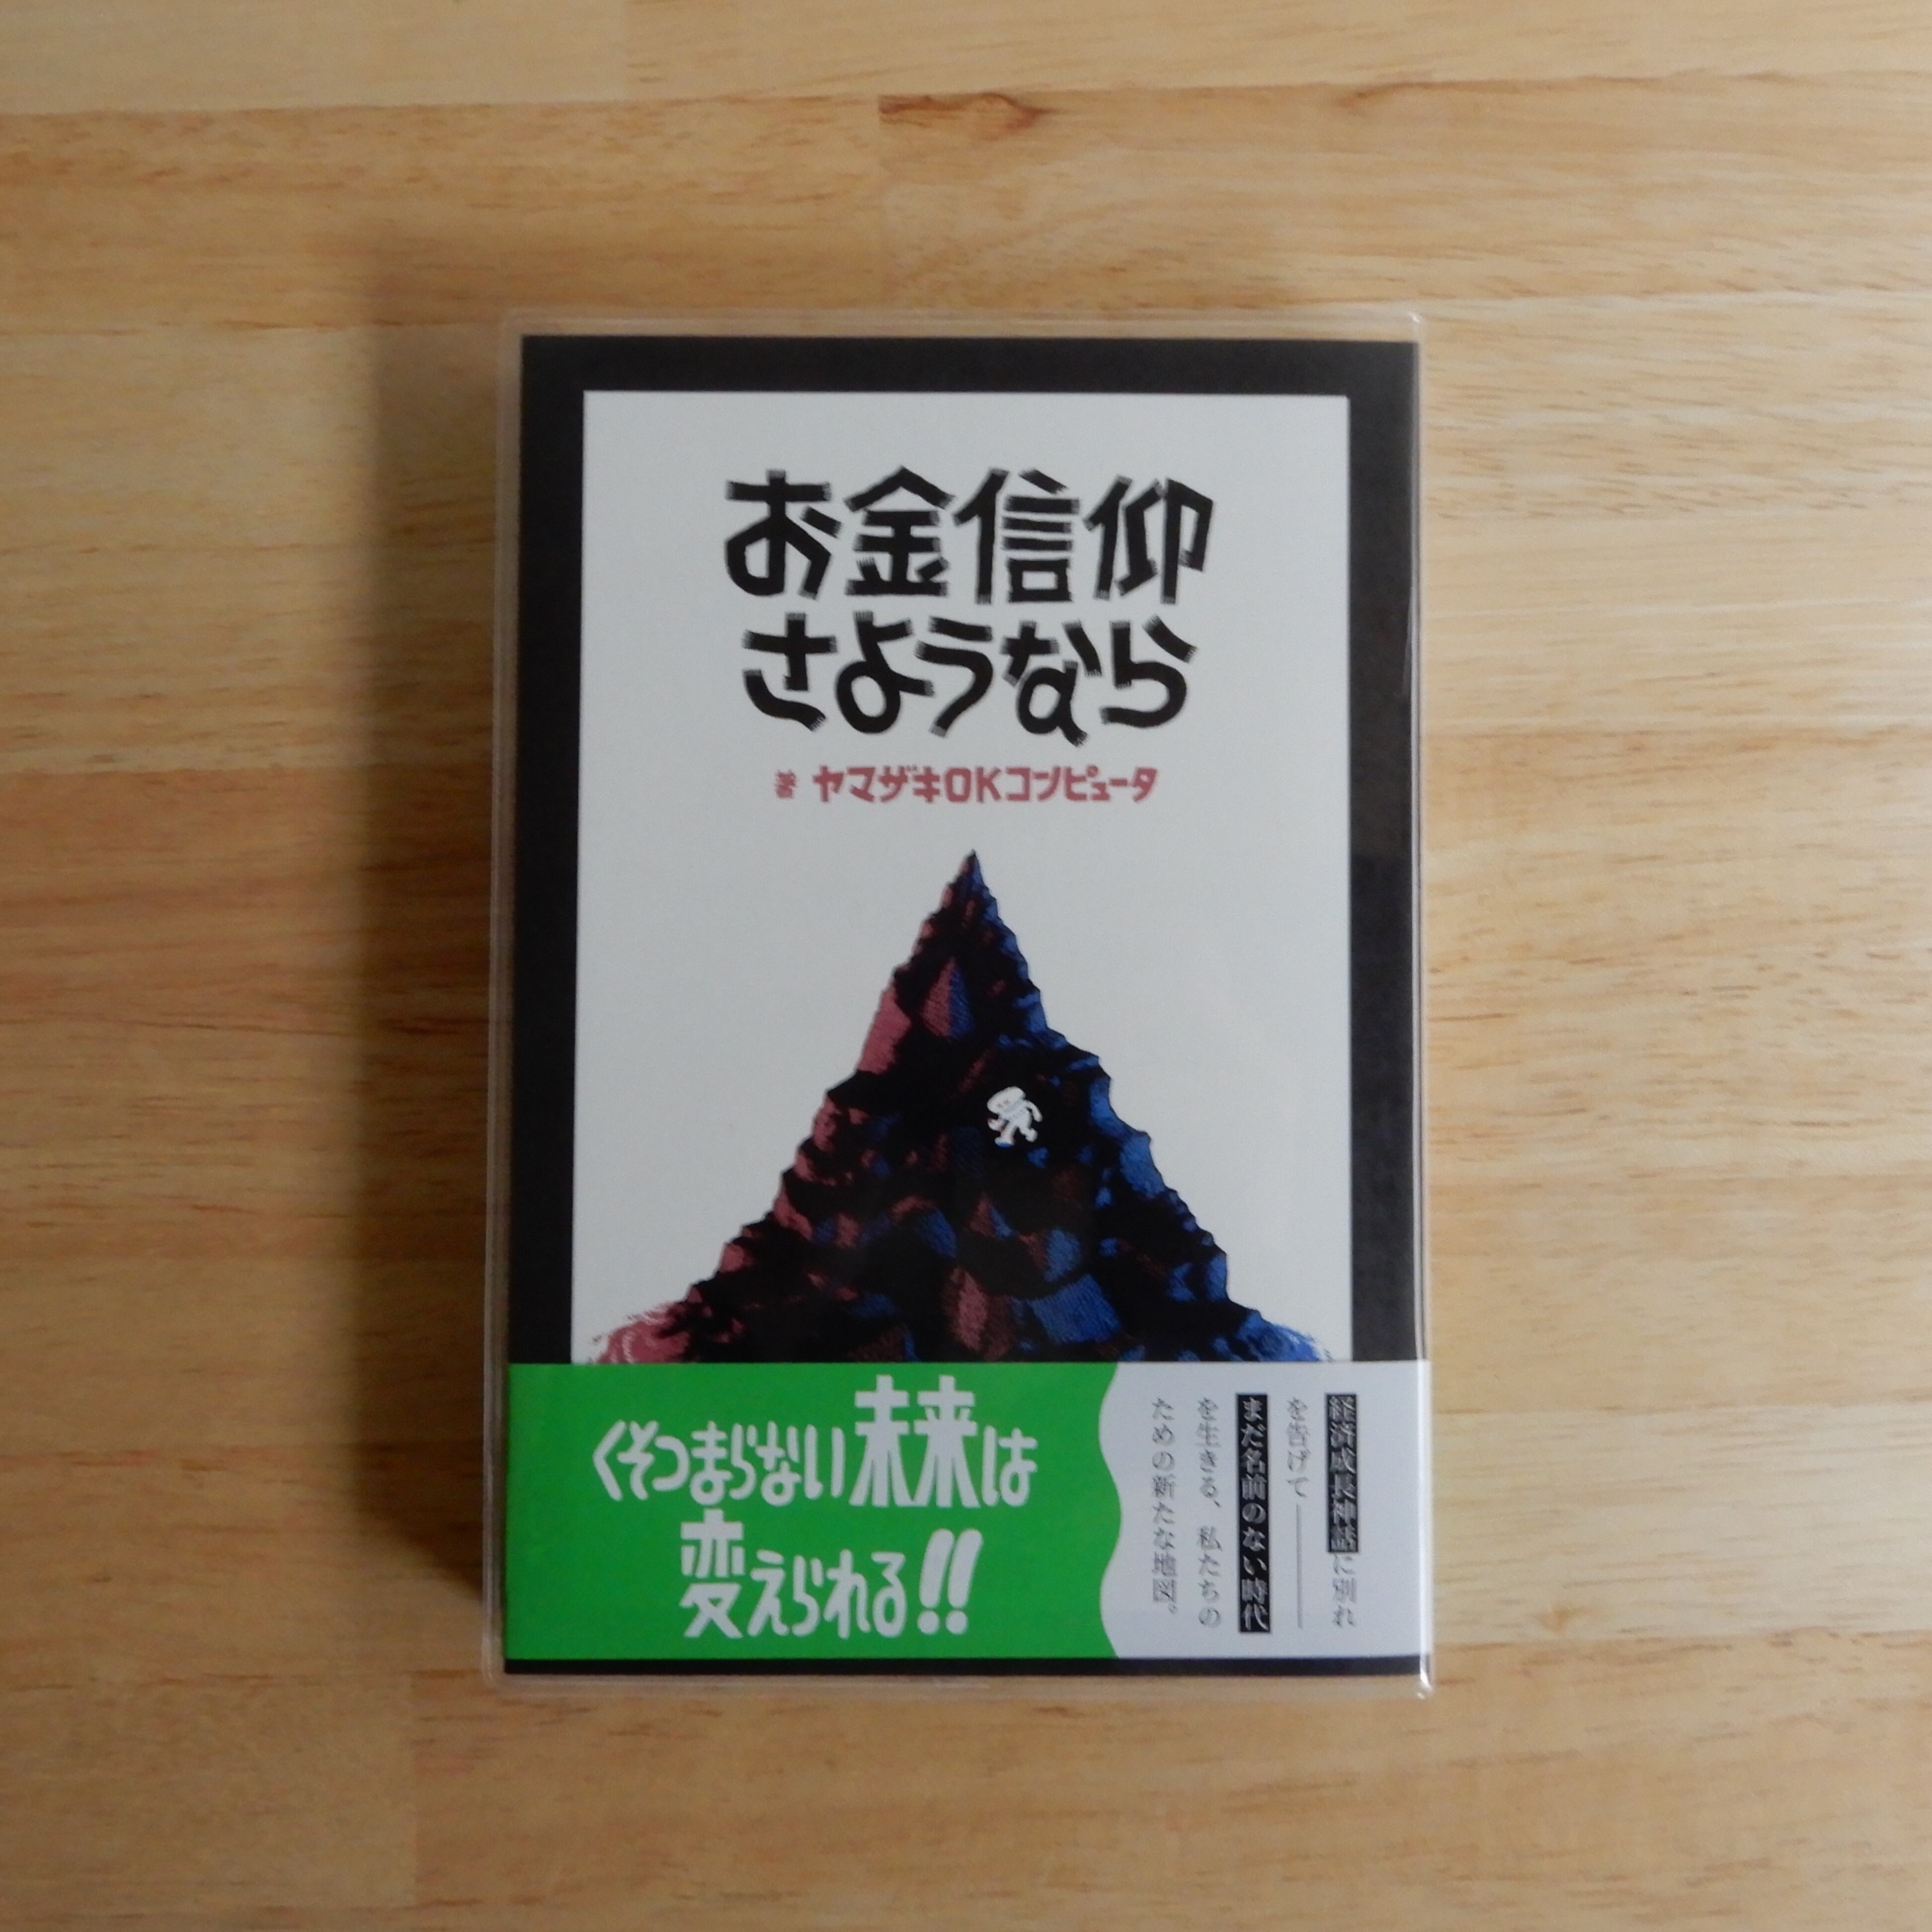 お金信仰
さようなら
著 ヤマザキOKコンピュータ
くそつまらない未来は
変えられる!!
経済成長神話に別れ
を告げて――
まだ名前のない時代
を生きる、私たちの
ための新たな地図。